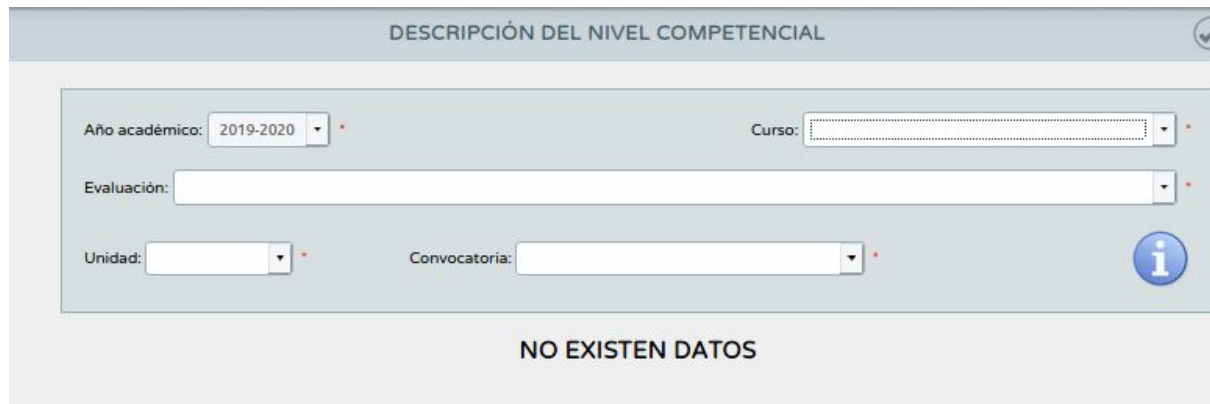 DESCRIPCIÓN DEL NIVEL COMPETENCIAL
Año académico: 2019-2020 * Curso: *
Evaluación: *
Unidad: * Convocatoria: *
NO EXISTEN DATOS